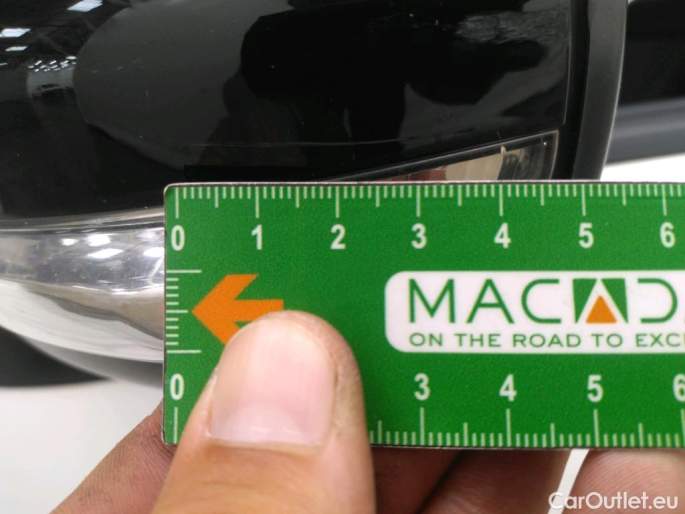 0 1 2 3 4 5 6
MACAD
ON THE ROAD TO EXC
0 3 4 5 6
CarOutlet.eu